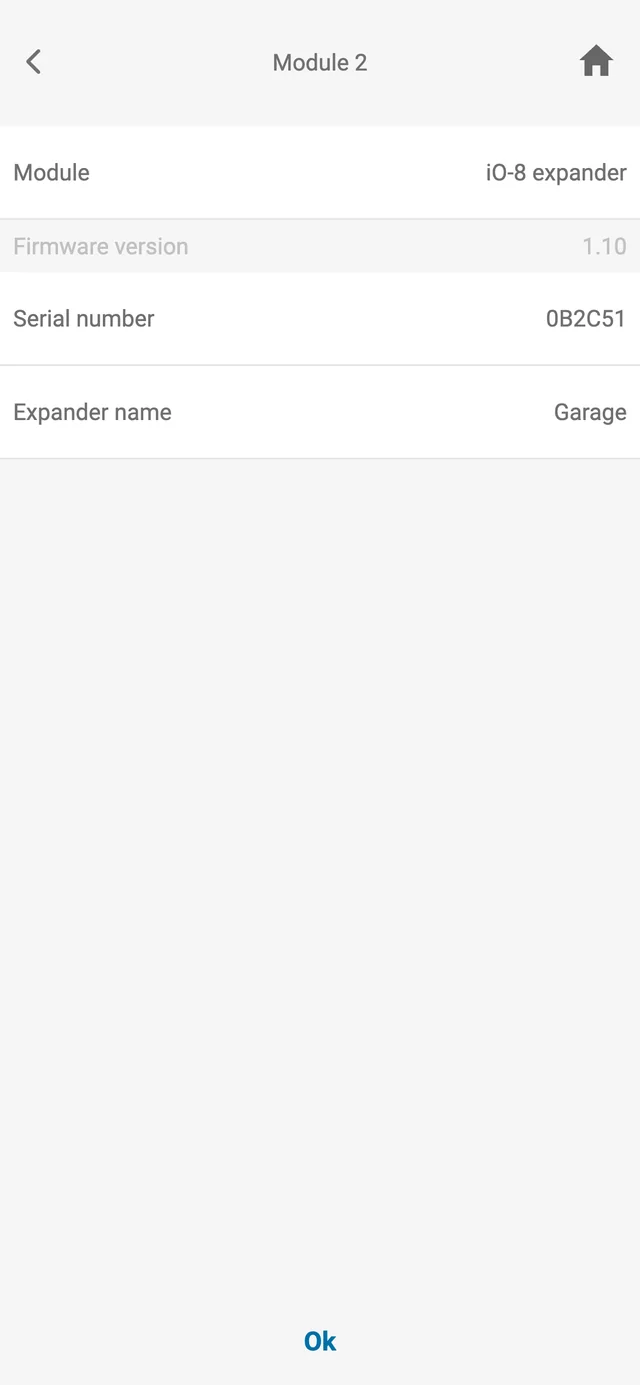 Module 2
Module iO-8 expander
Firmware version 1.10
Serial number 0B2C51
Expander name Garage
Ok